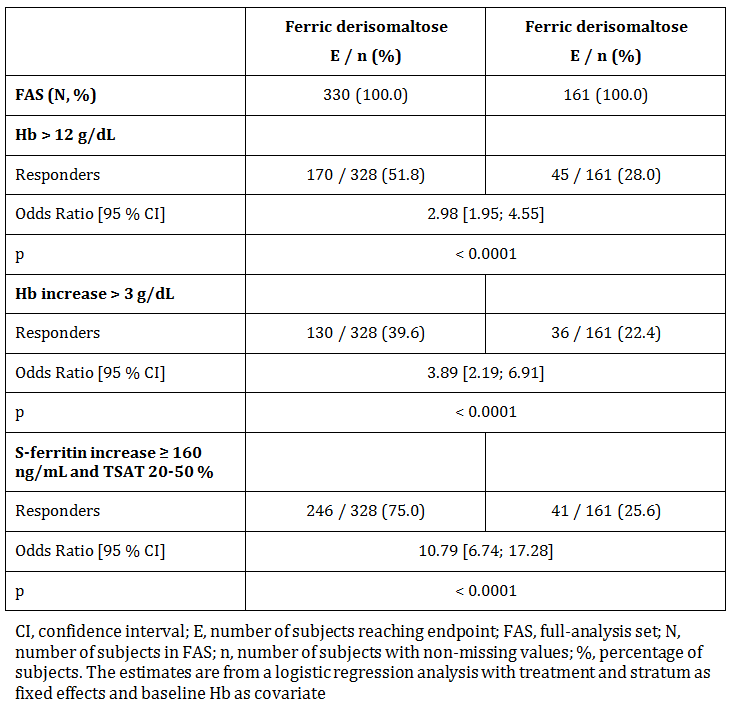 Ferric derisomaltose Ferric derisomaltose
E / n (%) E / n (%)
FAS (N, %) 330 (100.0) 161 (100.0)
Hb > 12 g/dL
Responders 170 / 328 (51.8) 45 / 161 (28.0)
Odds Ratio [95 % CI] 2.98 [1.95; 4.55]
p < 0.0001
Hb increase > 3 g/dL
Responders 130 / 328 (39.6) 36 / 161 (22.4)
Odds Ratio [95 % CI] 3.89 [2.19; 6.91]
p < 0.0001
S-ferritin increase ≥ 160
ng/mL and TSAT 20-50 %
Responders 246 / 328 (75.0) 41 / 161 (25.6)
Odds Ratio [95 % CI] 10.79 [6.74; 17.28]
p < 0.0001
CI, confidence interval; E, number of subjects reaching endpoint; FAS, full-analysis set; N,
number of subjects in FAS; n, number of subjects with non-missing values; %, percentage of
subjects. The estimates are from a logistic regression analysis with treatment and stratum as
fixed effects and baseline Hb as covariate